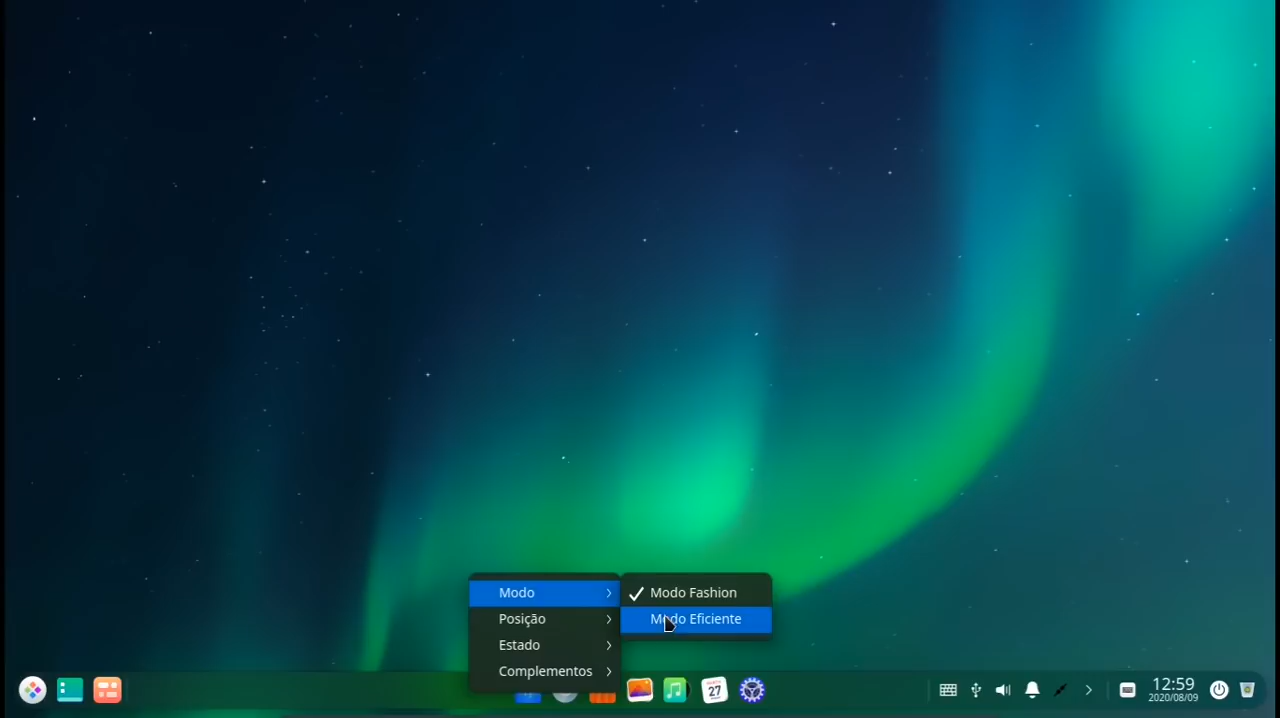 Modo
Modo Fashion
Posição
Modo Eficiente
Estado
Complementos
27
12:59
2020/08/09